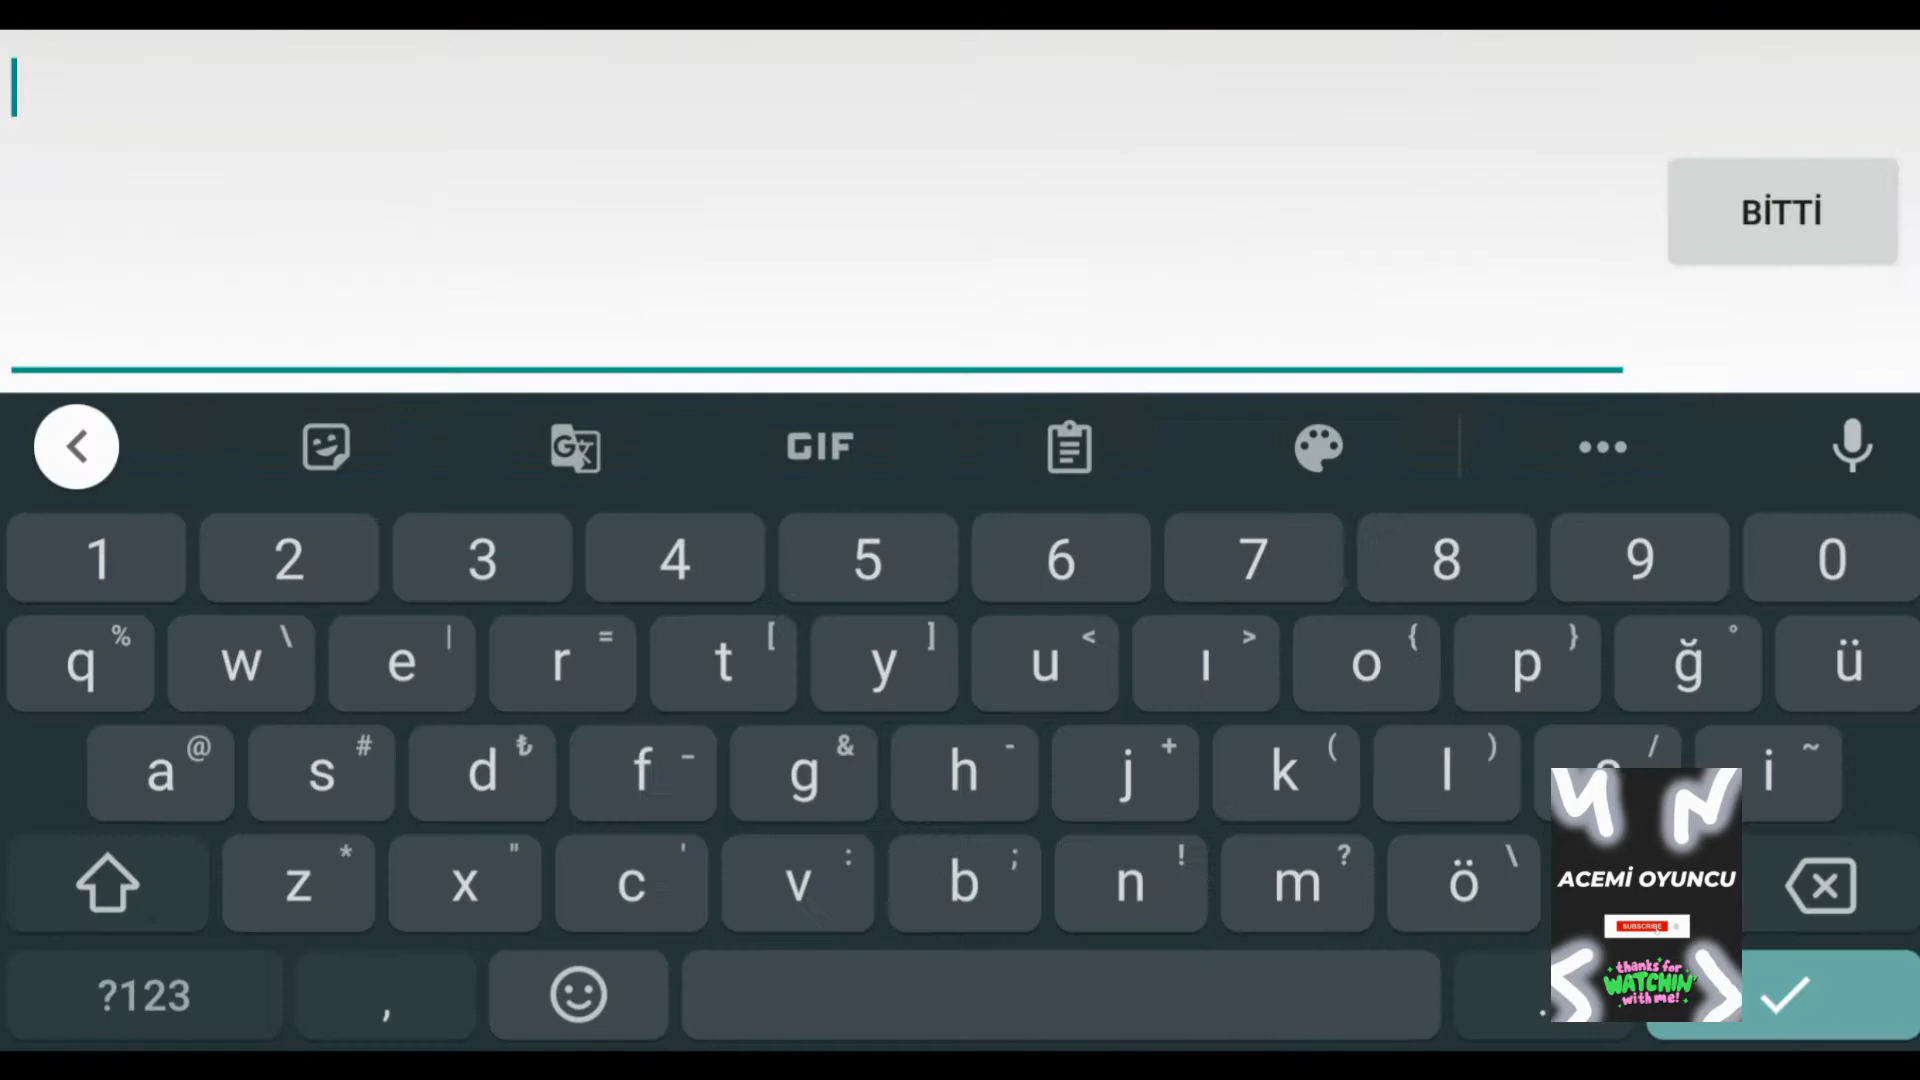 BİTTİ
GIF
1 2 3 4 5 6 7 8 9 0
q % w \ e | r = t [ y ] u < ı > o { p } ğ ° ü
a @ s # d ₺ f _ g & h - j + k ( l ) / i ~
z * x " c ' v : b ; n ! m ? ö \
?123 , .
ACEMİ OYUNCU
SUBSCRIBE
thanks for
WATCHIN'
with me!